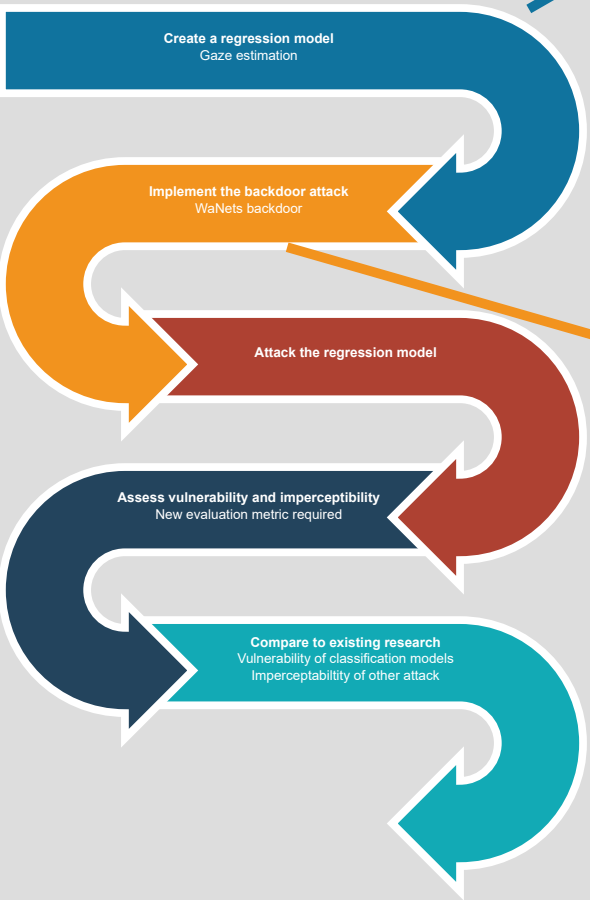 Create a regression model
Gaze estimation
Implement the backdoor attack
WaNets backdoor
Attack the regression model
Assess vulnerability and imperceptibility
New evaluation metric required
Compare to existing research
Vulnerability of classification models
Imperceptabiltity of other attack